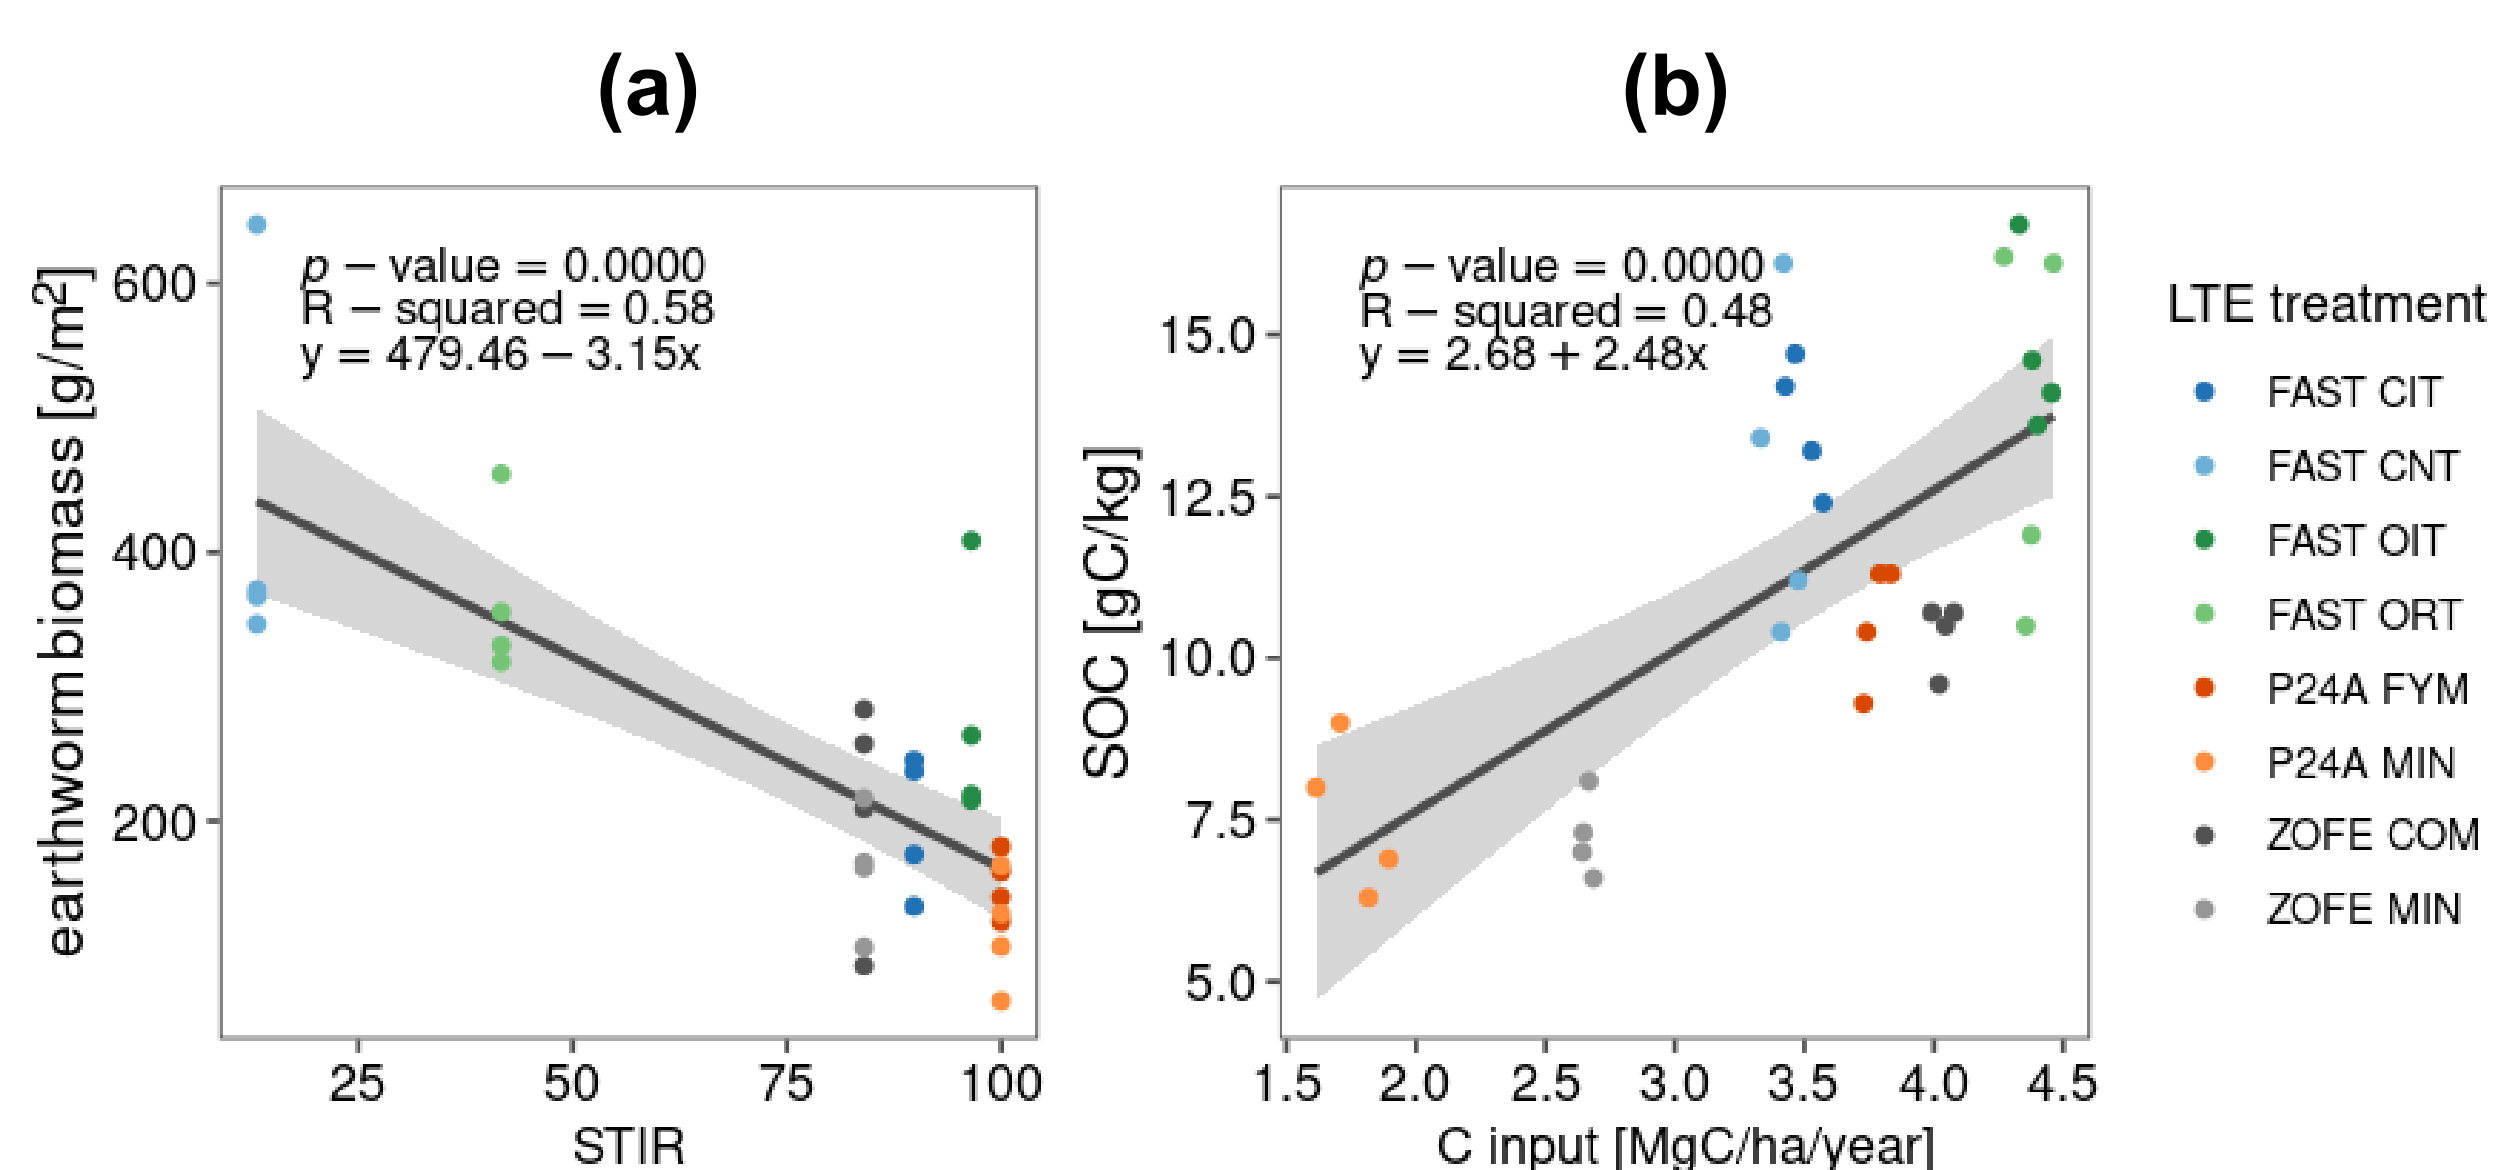 (a)
p − value = 0.0000
R − squared = 0.58
y = 479.46 − 3.15x
earthworm biomass [g/m²]
600
400
200
25 50 75 100
STIR
(b)
p − value = 0.0000
R − squared = 0.48
y = 2.68 + 2.48x
SOC [gC/kg]
15.0
12.5
10.0
7.5
5.0
1.5 2.0 2.5 3.0 3.5 4.0 4.5
C input [MgC/ha/year]
LTE treatment
FAST CIT
FAST CNT
FAST OIT
FAST ORT
P24A FYM
P24A MIN
ZOFE COM
ZOFE MIN